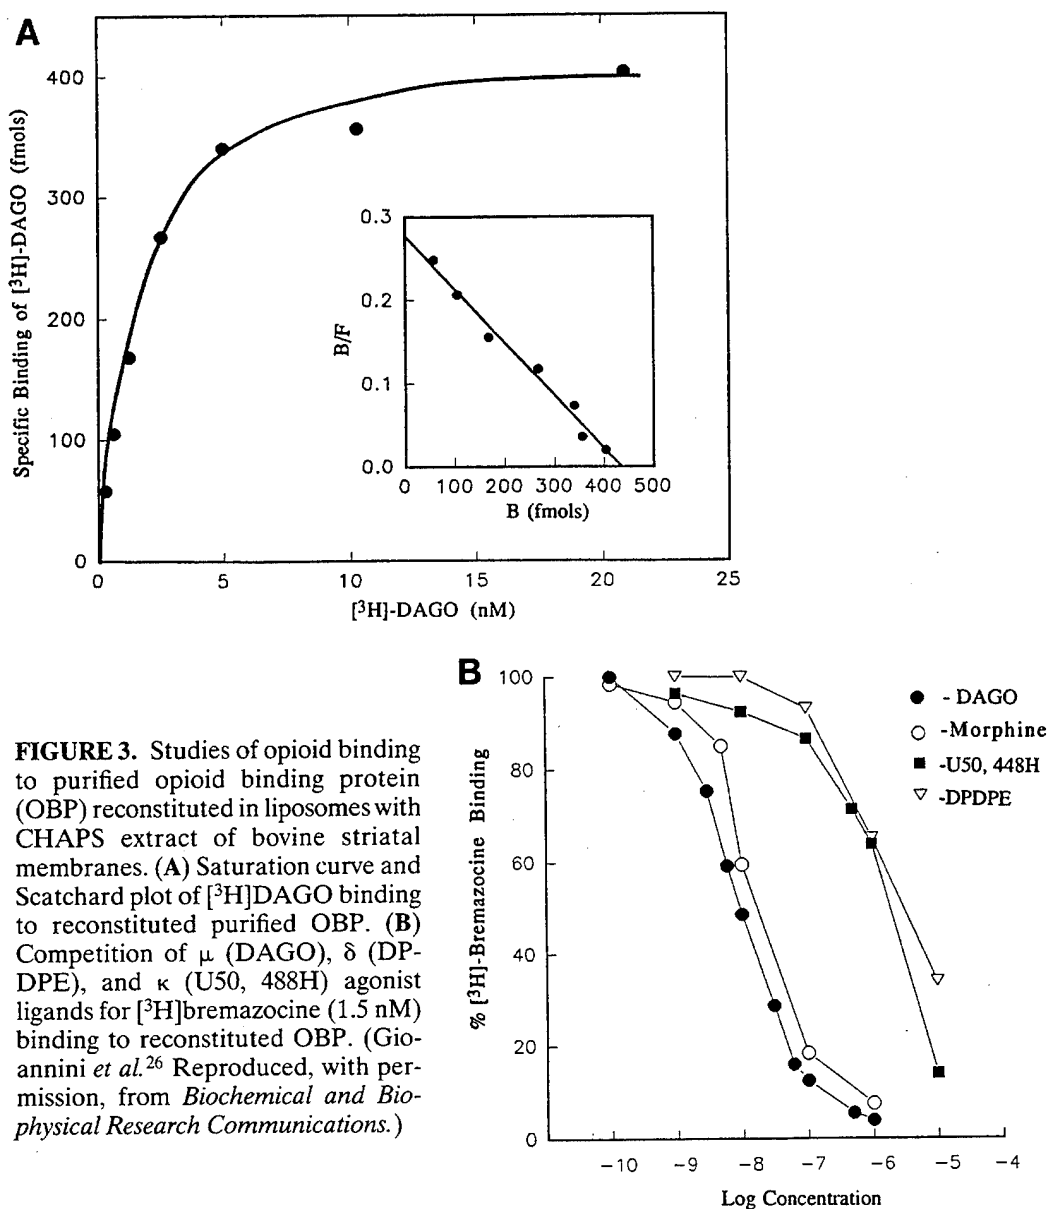 A
Specific Binding of [³H]-DAGO (fmols)
400
300
200
100
0
0 5 10 15 20 25
[³H]-DAGO (nM)
B/F
0.3
0.2
0.1
0.0
0 100 200 300 400 500
B (fmols)
FIGURE 3. Studies of opioid binding
to purified opioid binding protein
(OBP) reconstituted in liposomes with
CHAPS extract of bovine striatal
membranes. (A) Saturation curve and
Scatchard plot of [³H]DAGO binding
to reconstituted purified OBP. (B)
Competition of μ (DAGO), δ (DP-
DPE), and κ (U50, 488H) agonist
ligands for [³H]bremazocine (1.5 nM)
binding to reconstituted OBP. (Gio-
annini et al.²⁶ Reproduced, with per-
mission, from Biochemical and Bio-
physical Research Communications.)
B
% [³H]-Bremazocine Binding
100
80
60
40
20
0
-10 -9 -8 -7 -6 -5 -4
Log Concentration
- DAGO
-Morphine
-U50, 448H
-DPDPE